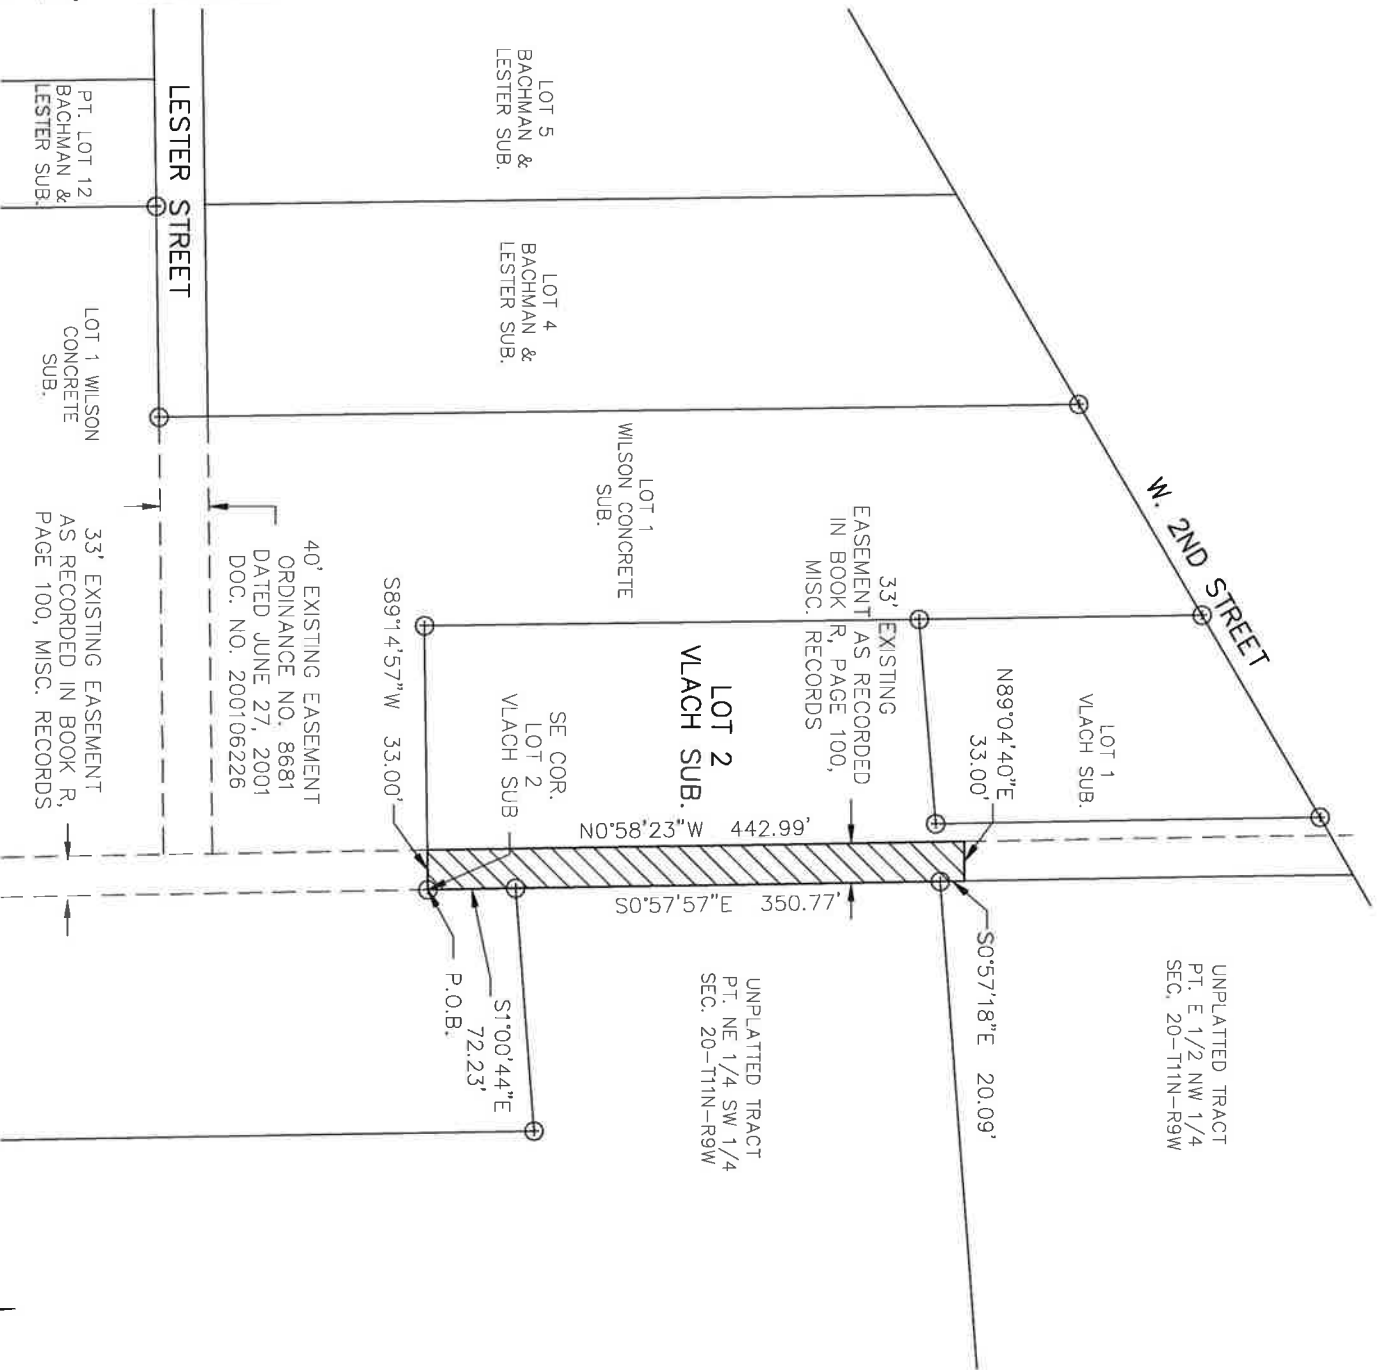 LOT 5
BACHMAN &
LESTER SUB.
PT. LOT 12
BACHMAN &
LESTER SUB.
LESTER STREET
LOT 4
BACHMAN &
LESTER SUB.
LOT 1 WILSON
CONCRETE
SUB.
LOT 1
WILSON CONCRETE
SUB.
W. 2ND STREET
33' EXISTING
EASEMENT AS RECORDED
IN BOOK R, PAGE 100,
MISC. RECORDS
40' EXISTING EASEMENT
ORDINANCE NO. 8681
DATED JUNE 27, 2001
DOC. NO. 200106226
33' EXISTING EASEMENT
AS RECORDED IN BOOK R,
PAGE 100, MISC. RECORDS
S89°14'57"W 33.00'
LOT 2
VLACH SUB.
SE COR.
LOT 2
VLACH SUB
N89°04'40"E
33.00'
LOT 1
VLACH SUB.
N0°58'23"W 442.99'
S0°57'57"E 350.77'
S0°57'18"E 20.09'
S1°00'44"E
72.23'
P.O.B.
UNPLATTED TRACT
PT. NE 1/4 SW 1/4
SEC. 20-T11N-R9W
UNPLATTED TRACT
PT. E 1/2 NW 1/4
SEC. 20-T11N-R9W